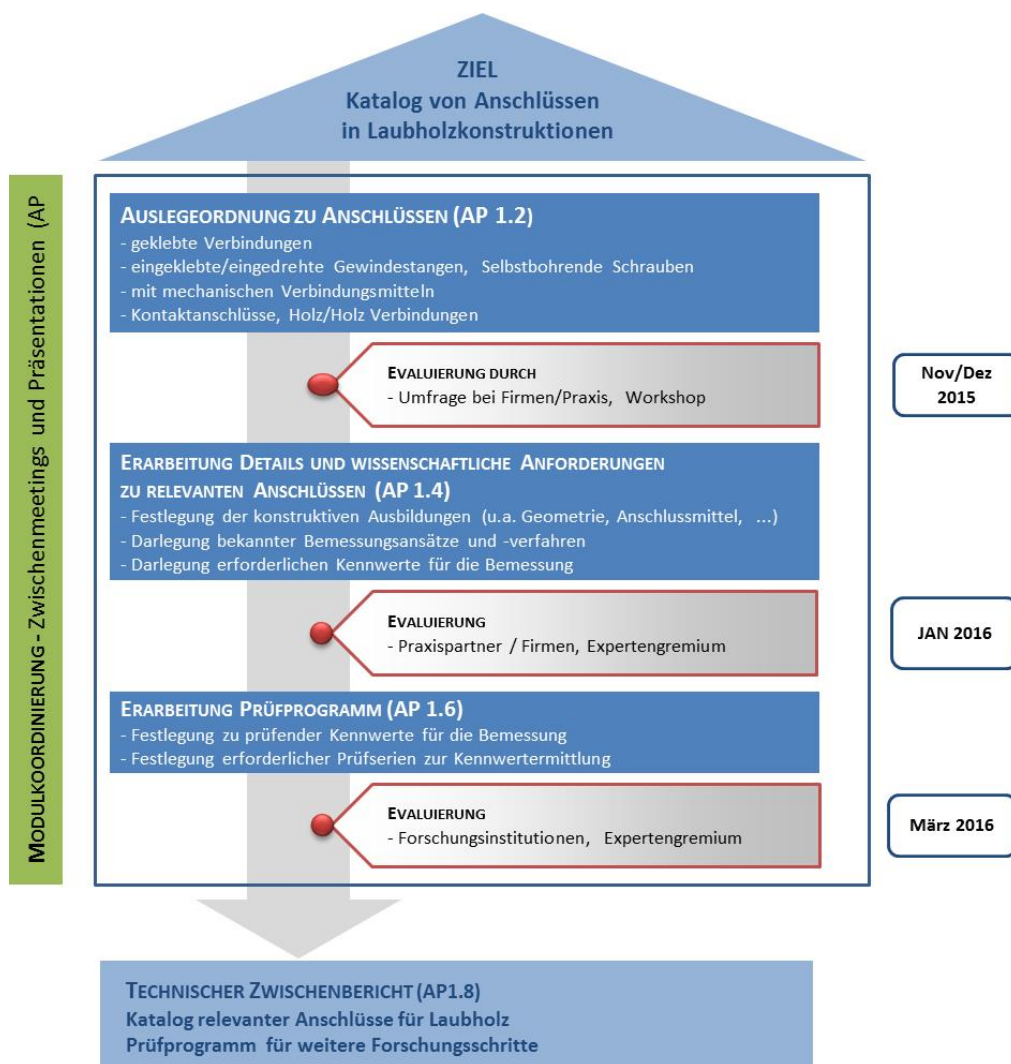 ZIEL
Katalog von Anschlüssen
in Laubholzkonstruktionen
MODULKOORDINIERUNG - Zwischenmeetings und Präsentationen (AP
AUSLEGEORDNUNG ZU ANSCHLÜSSEN (AP 1.2)
- geklebte Verbindungen
- eingeklebte/eingedrehte Gewindestangen, Selbstbohrende Schrauben
- mit mechanischen Verbindungsmitteln
- Kontaktanschlüsse, Holz/Holz Verbindungen
EVALUIERUNG DURCH
- Umfrage bei Firmen/Praxis, Workshop
Nov/Dez
2015
ERARBEITUNG DETAILS UND WISSENSCHAFTLICHE ANFORDERUNGEN
ZU RELEVANTEN ANSCHLÜSSEN (AP 1.4)
- Festlegung der konstruktiven Ausbildungen (u.a. Geometrie, Anschlussmittel, ...)
- Darlegung bekannter Bemessungsansätze und -verfahren
- Darlegung erforderlichen Kennwerte für die Bemessung
EVALUIERUNG
- Praxispartner / Firmen, Expertengremium
JAN 2016
ERARBEITUNG PRÜFPROGRAMM (AP 1.6)
- Festlegung zu prüfender Kennwerte für die Bemessung
- Festlegung erforderlicher Prüfserien zur Kennwertermittlung
EVALUIERUNG
- Forschungsinstitutionen, Expertengremium
März 2016
TECHNISCHER ZWISCHENBERICHT (AP1.8)
Katalog relevanter Anschlüsse für Laubholz
Prüfprogramm für weitere Forschungsschritte